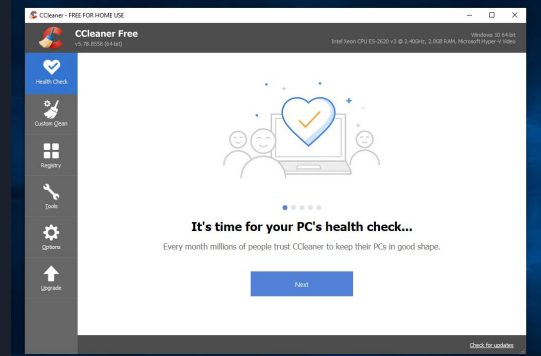 CCleaner - FREE FOR HOME USE
CCleaner Free
v5.78.8558 (64-bit)
Windows 10 64-bit
Intel Xeon CPU E5-2620 v3 @ 2.40GHz, 2.0GB RAM, Microsoft Hyper-V Video
Health Check
Custom Clean
Registry
Tools
Options
Upgrade
It's time for your PC's health check...
Every month millions of people trust CCleaner to keep their PCs in good shape.
Next
Check for updates